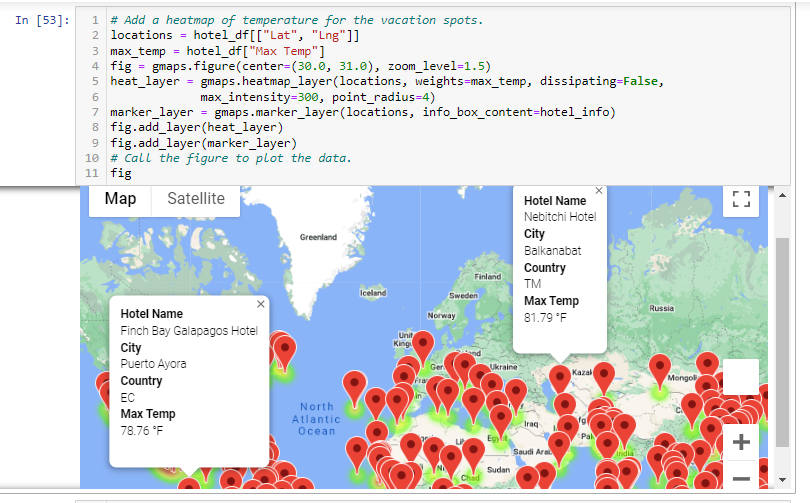 In [53]:
1 # Add a heatmap of temperature for the vacation spots.
2 locations = hotel_df[["Lat", "Lng"]]
3 max_temp = hotel_df["Max Temp"]
4 fig = gmaps.figure(center=(30.0, 31.0), zoom_level=1.5)
5 heat_layer = gmaps.heatmap_layer(locations, weights=max_temp, dissipating=False,
6 max_intensity=300, point_radius=4)
7 marker_layer = gmaps.marker_layer(locations, info_box_content=hotel_info)
8 fig.add_layer(heat_layer)
9 fig.add_layer(marker_layer)
10 # Call the figure to plot the data.
11 fig
Map Satellite
Hotel Name
Nebitchi Hotel
City
Balkanabat
Country
TM
Max Temp
81.79 °F
Greenland
Iceland
Finland
Sweden
Norway
Russia
Hotel Name
Finch Bay Galapagos Hotel
City
Puerto Ayora
Country
EC
Max Temp
78.76 °F
Ukraine
Kazak
Mongol
North
Atlantic
Ocean
Iraq
Egy
Saudi Arab
India
Sudan
Chad
+
−